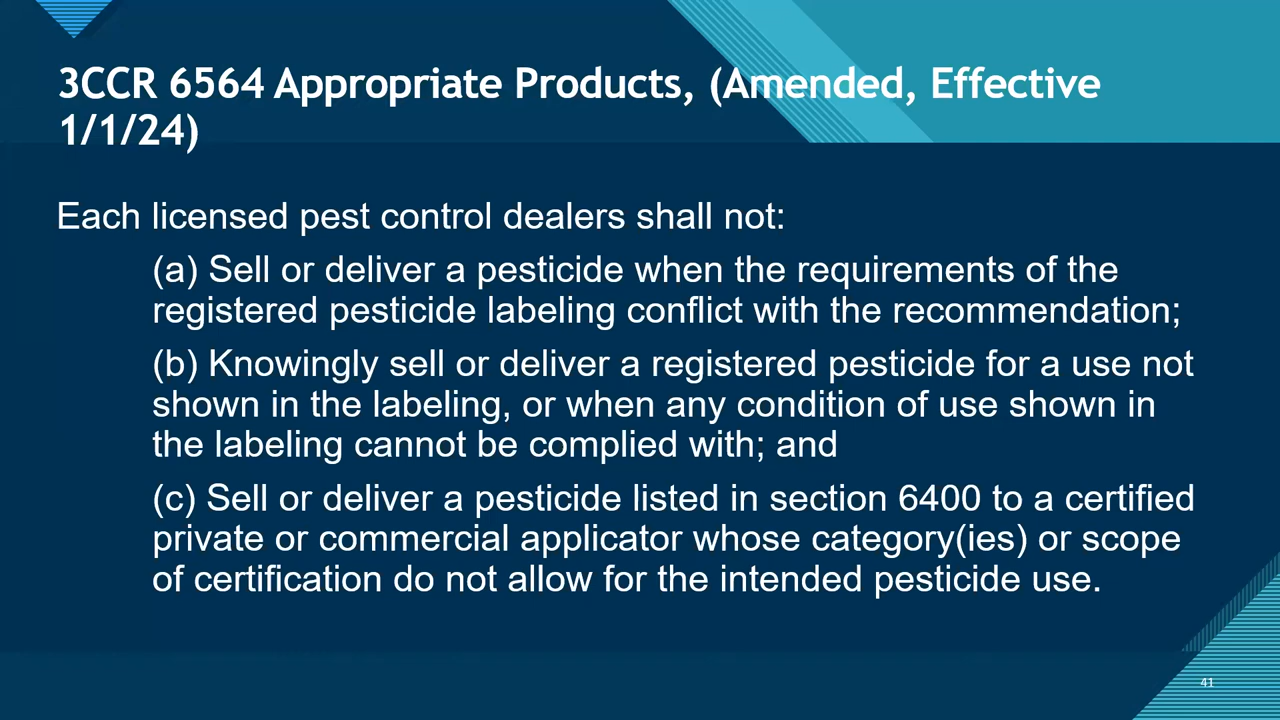 3CCR 6564 Appropriate Products, (Amended, Effective
1/1/24)
Each licensed pest control dealers shall not:
(a) Sell or deliver a pesticide when the requirements of the
registered pesticide labeling conflict with the recommendation;
(b) Knowingly sell or deliver a registered pesticide for a use not
shown in the labeling, or when any condition of use shown in
the labeling cannot be complied with; and
(c) Sell or deliver a pesticide listed in section 6400 to a certified
private or commercial applicator whose category(ies) or scope
of certification do not allow for the intended pesticide use.
41